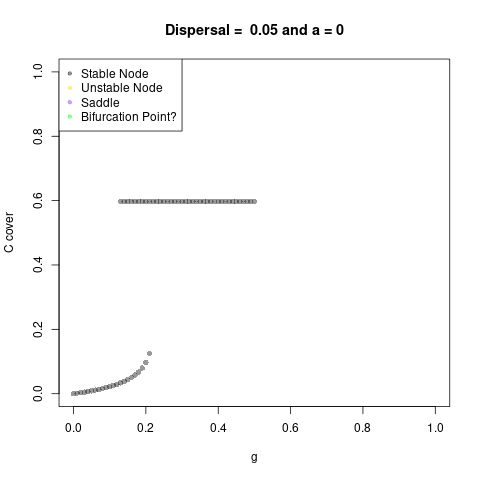 Dispersal =  0.05 and a = 0
Stable Node
Unstable Node
Saddle
Bifurcation Point?
C cover
1.0
0.8
0.6
0.4
0.2
0.0
0.0 0.2 0.4 0.6 0.8 1.0
g